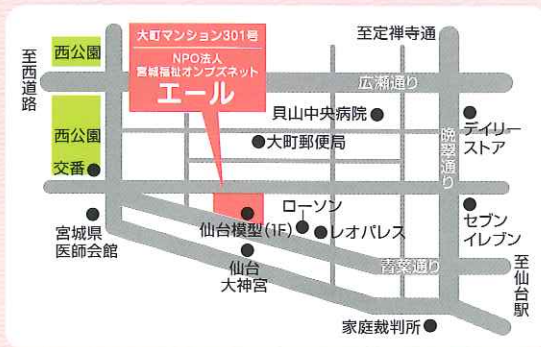 大町マンション301号
NPO法人
宮城福祉オンブズネット
エール
至定禅寺通
西公園
至西道路
広瀬通り
貝山中央病院
デイリー
ストア
大町郵便局
西公園
晩翠通り
交番
ローソン
仙台模型(1F)
レオパレス
セブン
イレブン
宮城県
医師会館
仙台
大神宮
青葉通り
至仙台駅
家庭裁判所